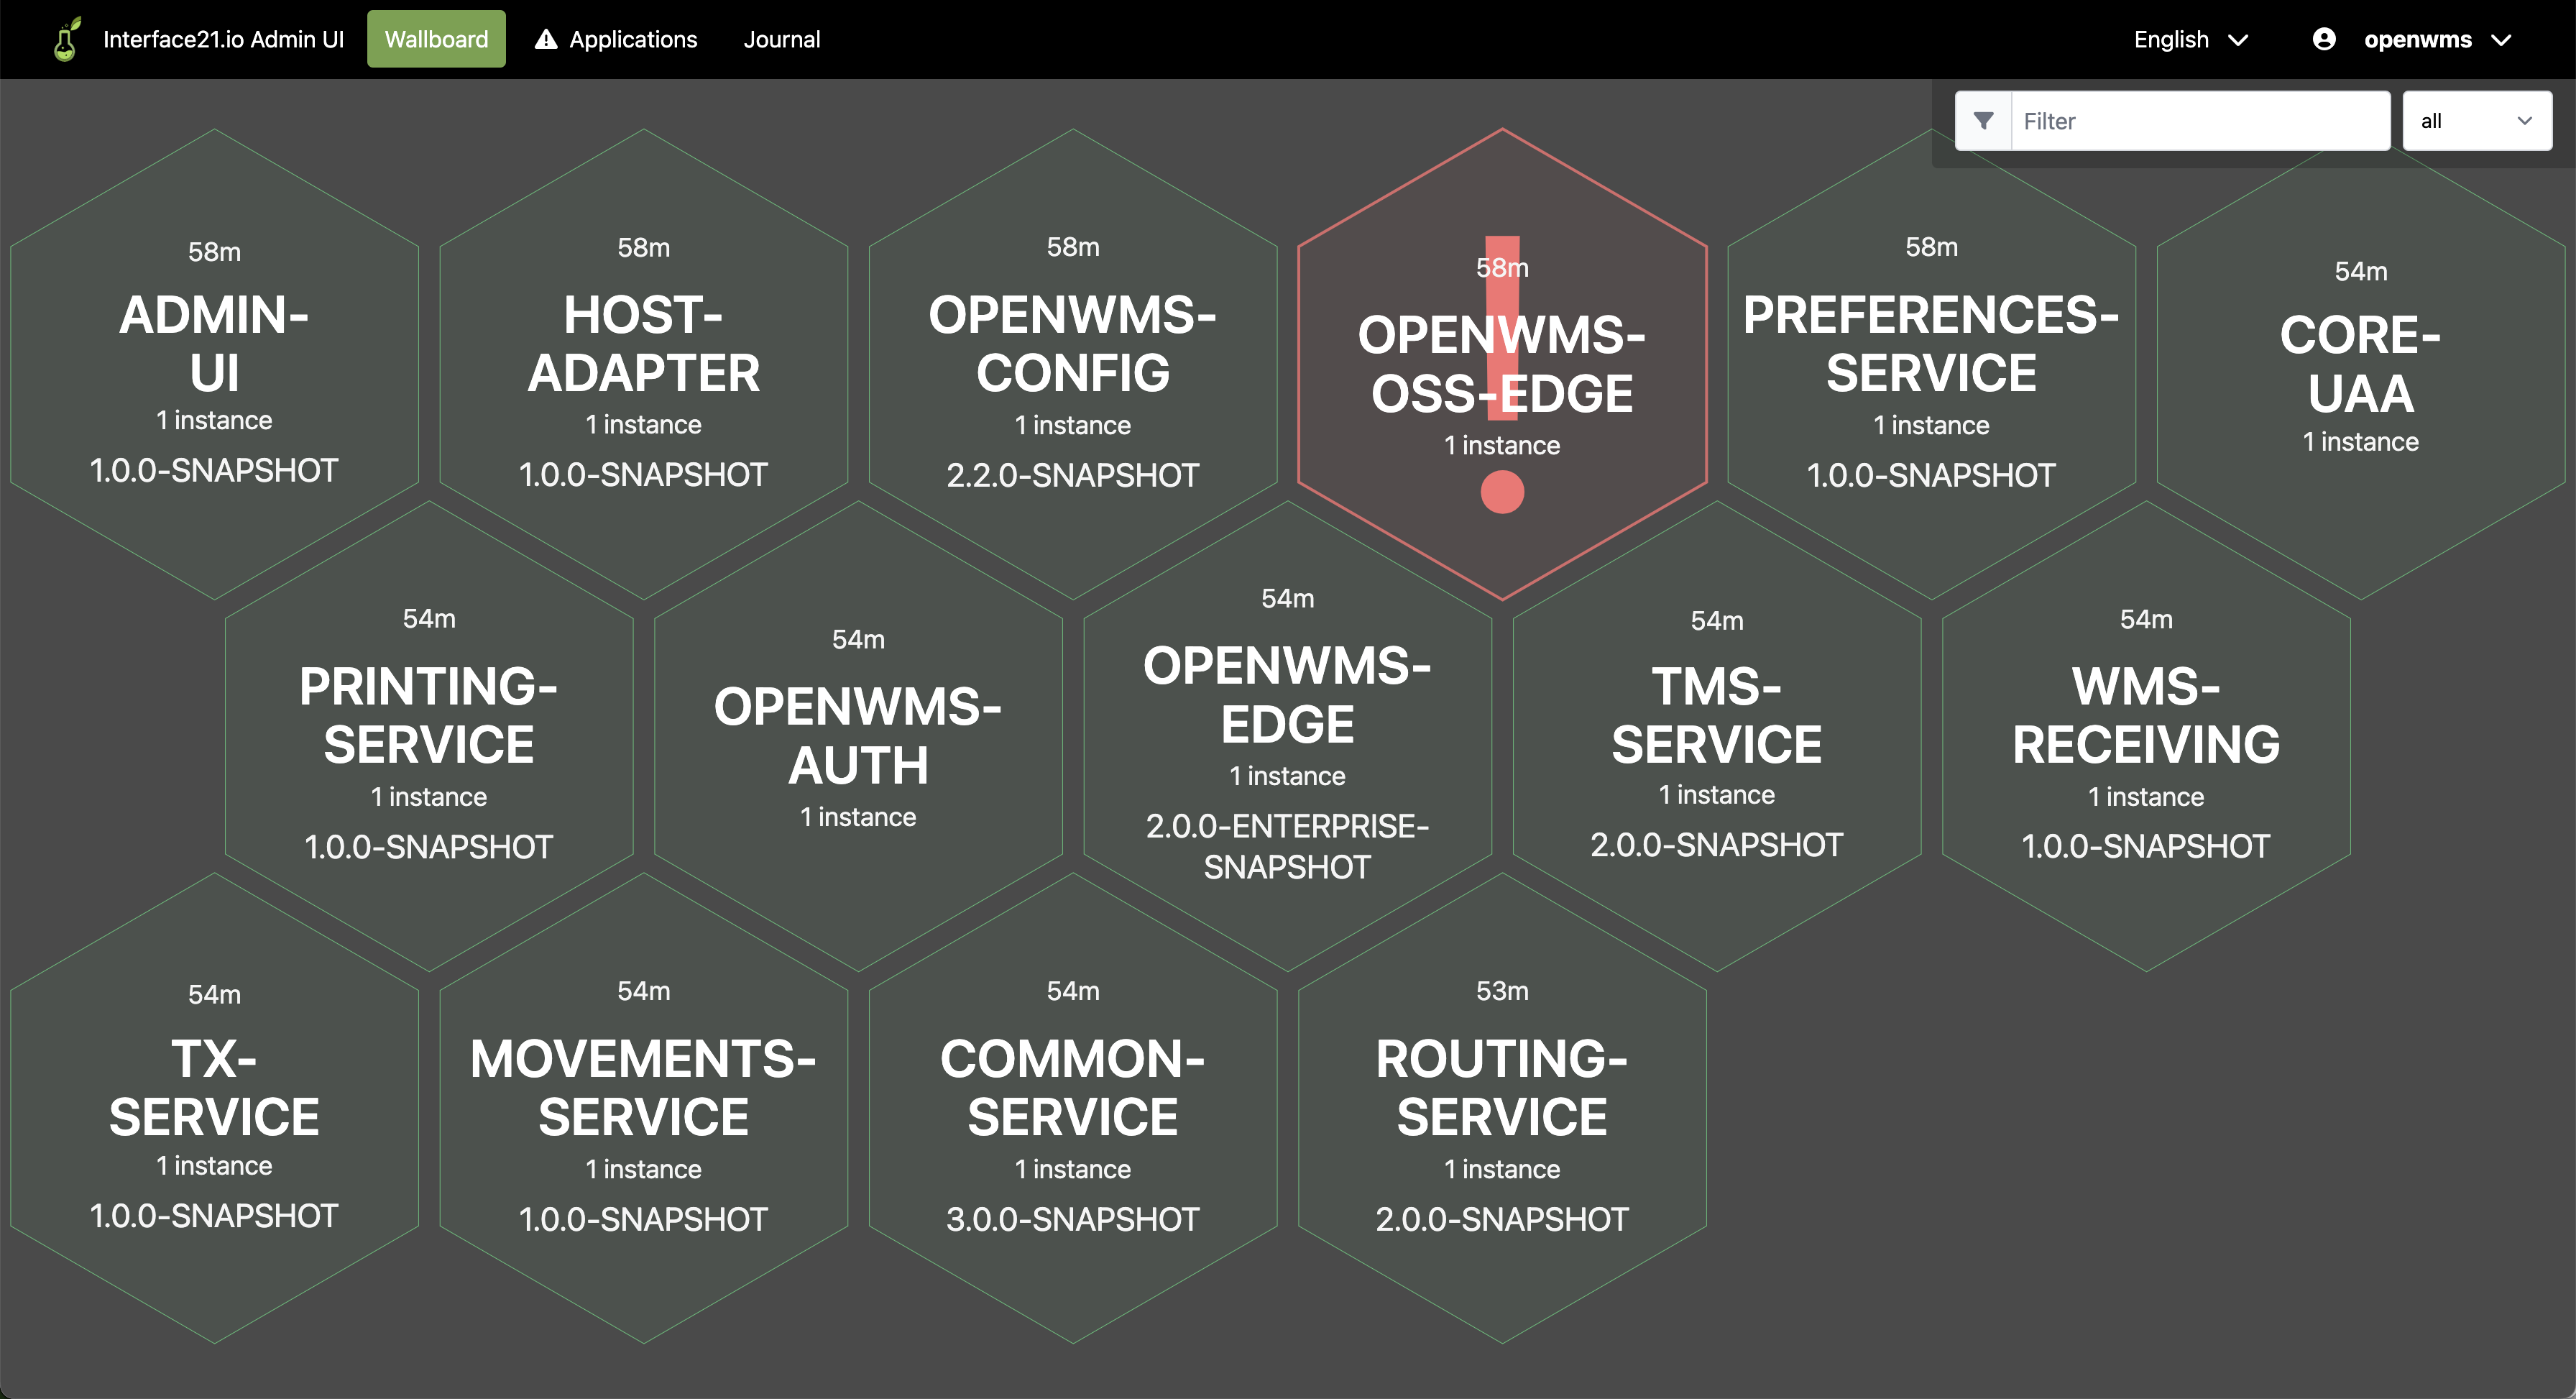 Interface21.io Admin UI
Wallboard
Applications
Journal
English
openwms
Filter
all
58m
ADMIN-
UI
1 instance
1.0.0-SNAPSHOT
58m
HOST-
ADAPTER
1 instance
1.0.0-SNAPSHOT
58m
OPENWMS-
CONFIG
1 instance
2.2.0-SNAPSHOT
58m
OPENWMS-
OSS-EDGE
1 instance
58m
PREFERENCES-
SERVICE
1 instance
1.0.0-SNAPSHOT
54m
CORE-
UAA
1 instance
54m
PRINTING-
SERVICE
1 instance
1.0.0-SNAPSHOT
54m
OPENWMS-
AUTH
1 instance
54m
OPENWMS-
EDGE
1 instance
2.0.0-ENTERPRISE-
SNAPSHOT
54m
TMS-
SERVICE
1 instance
2.0.0-SNAPSHOT
54m
WMS-
RECEIVING
1 instance
1.0.0-SNAPSHOT
54m
TX-
SERVICE
1 instance
1.0.0-SNAPSHOT
54m
MOVEMENTS-
SERVICE
1 instance
1.0.0-SNAPSHOT
54m
COMMON-
SERVICE
1 instance
3.0.0-SNAPSHOT
53m
ROUTING-
SERVICE
1 instance
2.0.0-SNAPSHOT